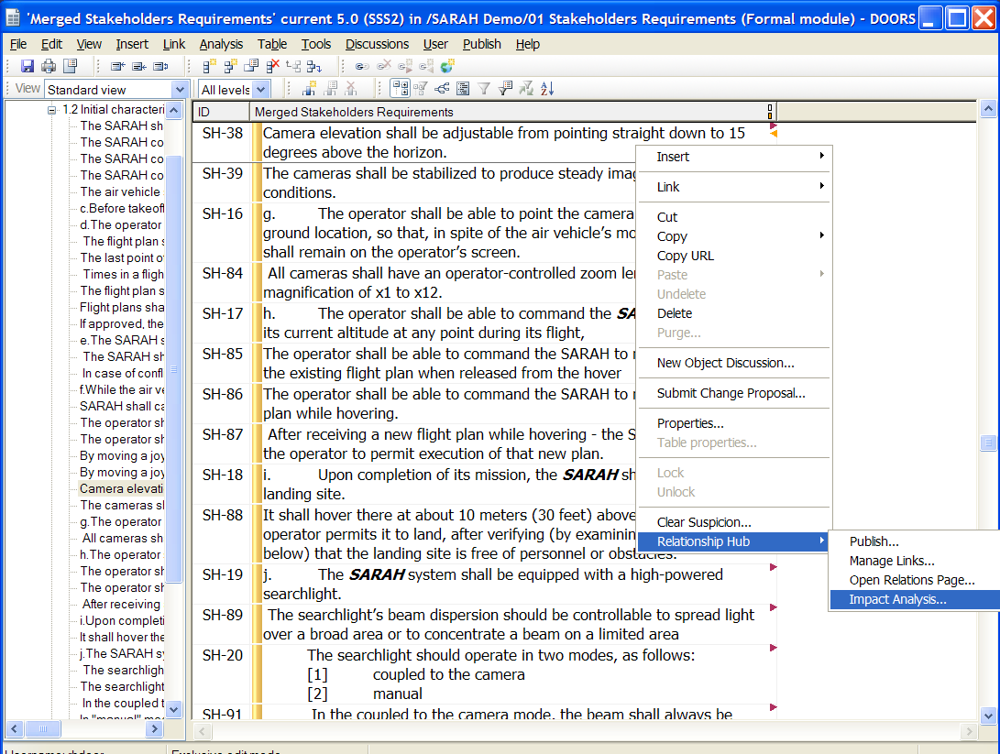 'Merged Stakeholders Requirements' current 5.0 (SSS2) in /SARAH Demo/01 Stakeholders Requirements (Formal module) - DOORS
File Edit View Insert Link Analysis Table Tools Discussions User Publish Help
View Standard view All levels
1.2 Initial characteri
The SARAH sh
The SARAH co
The SARAH co
The SARAH co
The air vehicle
c.Before takeoff
d.The operator
The flight plan s
The last point o
Times in a fligh
The flight plan s
Flight plans sha
If approved, the
e.The SARAH s
The SARAH sh
In case of confl
f.While the air ve
SARAH shall ca
The operator sh
The operator sh
By moving a joy
By moving a joy
Camera elevati
The cameras sl
g.The operator
All cameras sh
h.The operator
The operator sh
The operator sh
After receiving
i.Upon completi
It shall hover the
j.The SARAH sy
The searchligh
The searchlight
In the coupled t
ID Merged Stakeholders Requirements
SH-38 Camera elevation shall be adjustable from pointing straight down to 15
degrees above the horizon.
SH-39 The cameras shall be stabilized to produce steady imag
conditions.
SH-16 g. The operator shall be able to point the camera
ground location, so that, in spite of the air vehicle's mo
shall remain on the operator's screen.
SH-84 All cameras shall have an operator-controlled zoom len
magnification of x1 to x12.
SH-17 h. The operator shall be able to command the SA
its current altitude at any point during its flight,
SH-85 The operator shall be able to command the SARAH to r
the existing flight plan when released from the hover
SH-86 The operator shall be able to command the SARAH to r
plan while hovering.
SH-87 After receiving a new flight plan while hovering - the S
the operator to permit execution of that new plan.
SH-18 i. Upon completion of its mission, the SARAH sh
landing site.
SH-88 It shall hover there at about 10 meters (30 feet) above
operator permits it to land, after verifying (by examinin
below) that the landing site is free of personnel or obstacles.
SH-19 j. The SARAH system shall be equipped with a high-powered
searchlight.
SH-89 The searchlight's beam dispersion should be controllable to spread light
over a broad area or to concentrate a beam on a limited area
SH-20 The searchlight should operate in two modes, as follows:
[1] coupled to the camera
[2] manual
SH-91 In the coupled to the camera mode, the beam shall always be
Insert
Link
Cut
Copy
Copy URL
Paste
Undelete
Delete
Purge...
New Object Discussion...
Submit Change Proposal...
Properties...
Table properties...
Lock
Unlock
Clear Suspicion...
Relationship Hub
Publish...
Manage Links...
Open Relations Page...
Impact Analysis...